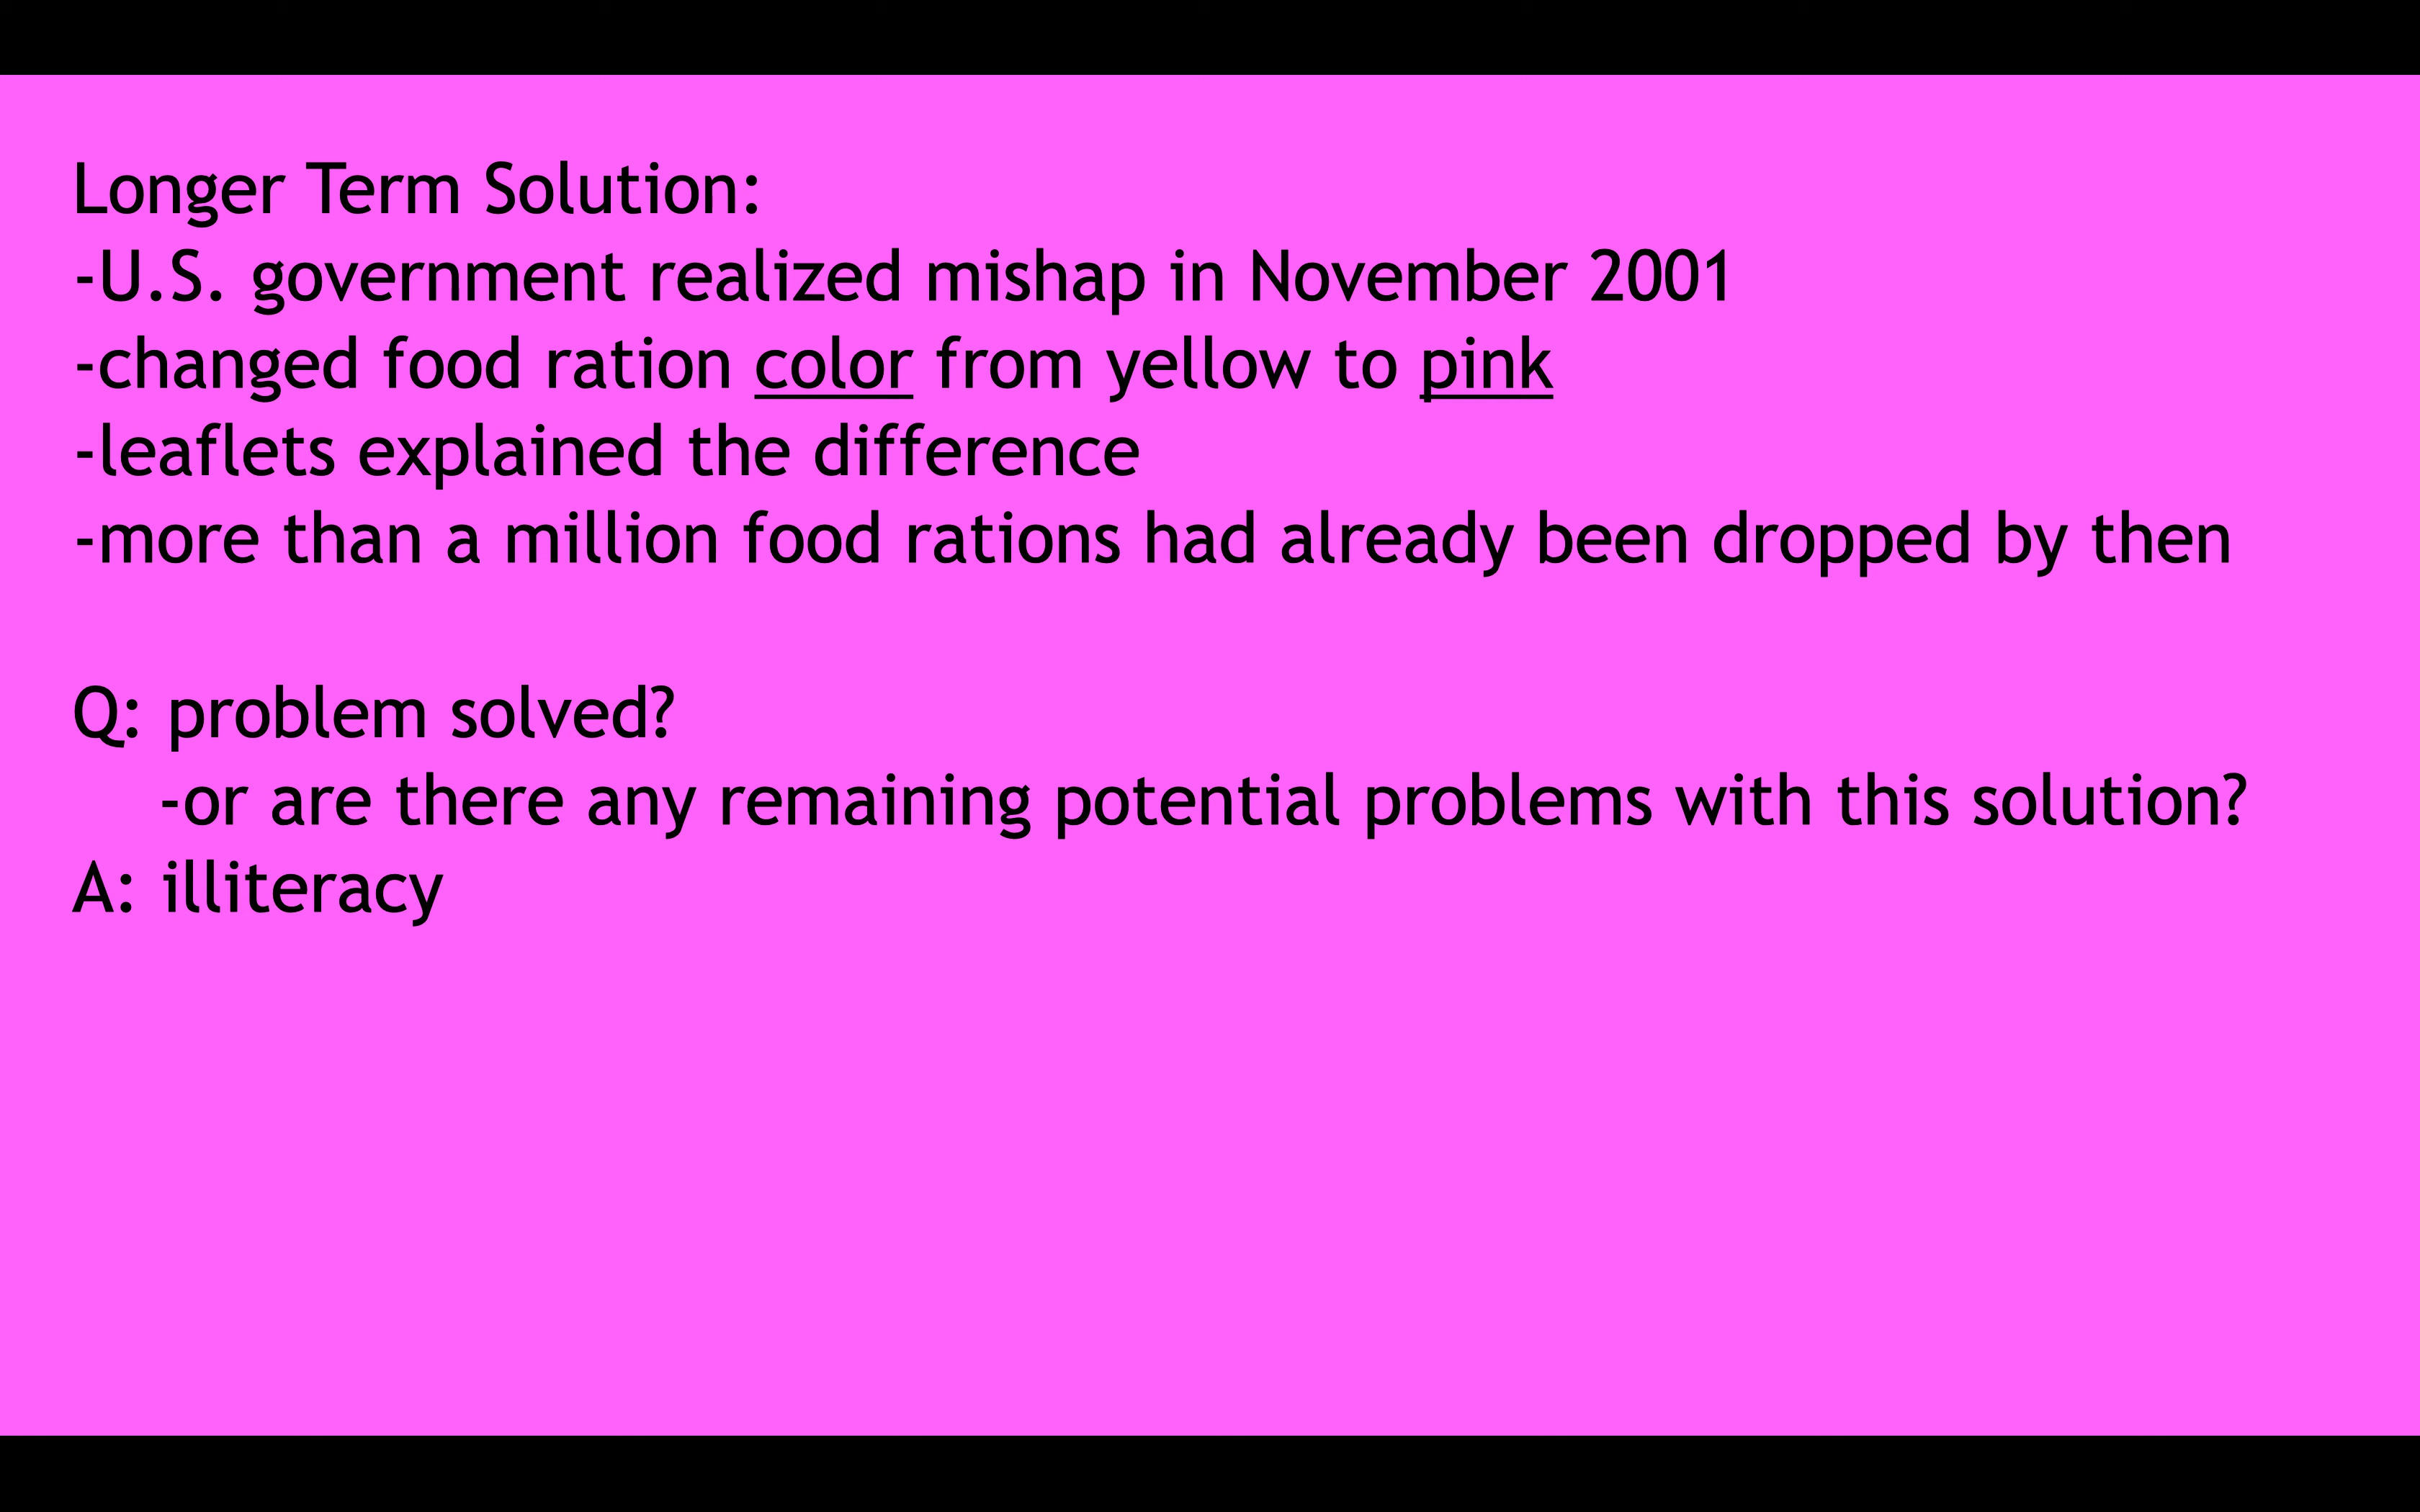 Longer Term Solution:
-U.S. government realized mishap in November 2001
-changed food ration color from yellow to pink
-leaflets explained the difference
-more than a million food rations had already been dropped by then
Q: problem solved?
-or are there any remaining potential problems with this solution?
A: illiteracy